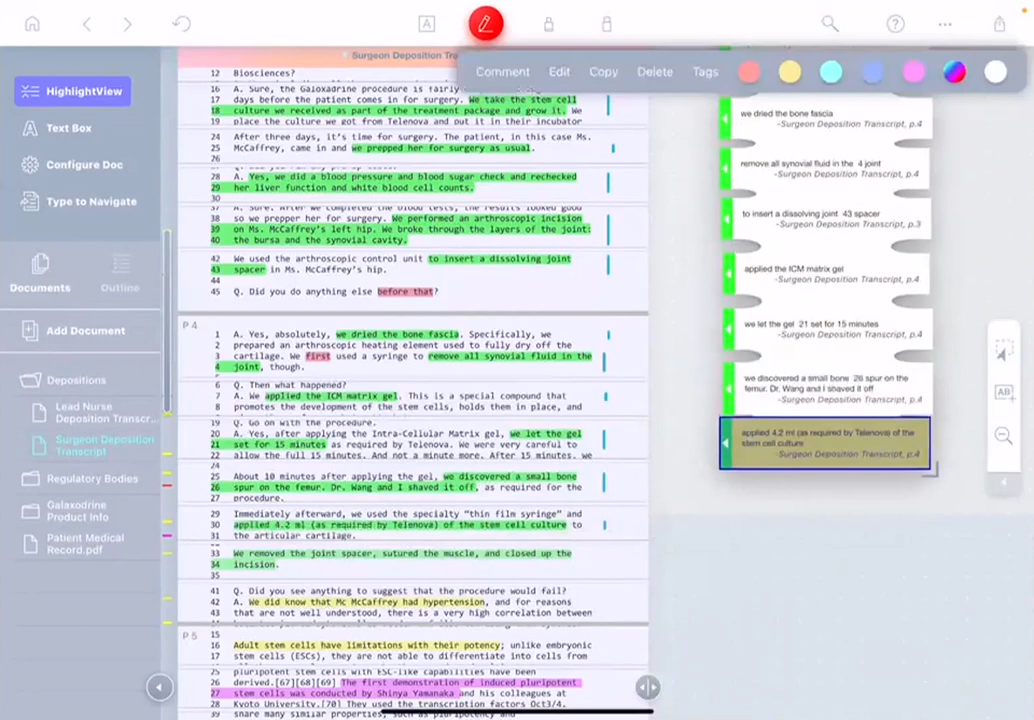 Surgeon Deposition Tra
Comment
Edit
Copy
Delete
Tags
HighlightView
Text Box
Configure Doc
Type to Navigate
Documents
Outline
Add Document
Depositions
Lead Nurse
Deposition Transcr...
Surgeon Deposition
Transcript
Regulatory Bodies
Galaxodrine
Product Info
Patient Medical
Record.pdf
12 Biosciences?
16 A. Sure, the Galoxadrine procedure is fairly
17 days before the patient comes in for surgery. We take the stem cell
18 culture we received as part of the treatment package and grow it. We
19 place the culture we got from Telenova and put it in their incubator
24 After three days, it's time for surgery. The patient, in this case Ms.
25 McCaffrey, came in and we prepped her for surgery as usual.
26
28 A. Yes, we did a blood pressure and blood sugar check and rechecked
29 her liver function and white blood cell counts.
30
37 A. Sure. After we completed the blood tests, the results looked good
38 so we prepper her for surgery. We performed an arthroscopic incision
39 on Ms. McCaffrey's left hip. We broke through the layers of the joint:
40 the bursa and the synovial cavity.
42 We used the arthroscopic control unit to insert a dissolving joint
43 spacer in Ms. McCaffrey's hip.
44
45 Q. Did you do anything else before that?
P 4
1 A. Yes, absolutely, we dried the bone fascia. Specifically, we
2 prepared an arthroscopic heating element used to fully dry off the
3 cartilage. We first used a syringe to remove all synovial fluid in the
4 joint, though.
6 Q. Then what happened?
7 A. We applied the ICM matrix gel. This is a special compound that
8 promotes the development of the stem cells, holds them in place, and
19 Q. Go on with the procedure.
20 A. Yes, after applying the Intra-Cellular Matrix gel, we let the gel
21 set for 15 minutes as required by Telenova. We were very careful to
22 allow the full 15 minutes. And not a minute more. After 15 minutes. we
24
25 About 10 minutes after applying the gel, we discovered a small bone
26 spur on the femur. Dr. Wang and I shaved it off, as required for the
27 procedure.
29 Immediately afterward, we used the specialty "thin film syringe" and
30 applied 4.2 ml (as required by Telenova) of the stem cell culture to
31 the articular cartilage.
33 We removed the joint spacer, sutured the muscle, and closed up the
34 incision.
35
41 Q. Did you see anything to suggest that the procedure would fail?
42 A. We did know that Mc McCaffrey had hypertension, and for reasons
43 that are not well understood, there is a very high correlation between
P 5
15
16 Adult stem cells have limitations with their potency; unlike embryonic
17 stem cells (ESCs), they are not able to differentiate into cells from
25 pluripotent stem cells with ESC-like capabilities have been
26 derived.[67][68][69] The first demonstration of induced pluripotent
27 stem cells was conducted by Shinya Yamanaka and his colleagues at
28 Kyoto University.[70] They used the transcription factors Oct3/4.
39 share many similar properties, such as pluripotency and
we dried the bone fascia
-Surgeon Deposition Transcript, p.4
remove all synovial fluid in the 4 joint
-Surgeon Deposition Transcript, p.4
to insert a dissolving joint 43 spacer
-Surgeon Deposition Transcript, p.3
applied the ICM matrix gel
-Surgeon Deposition Transcript, p.4
we let the gel 21 set for 15 minutes
-Surgeon Deposition Transcript, p.4
we discovered a small bone 26 spur on the
femur. Dr. Wang and I shaved it off
-Surgeon Deposition Transcript, p.4
applied 4.2 ml (as required by Telenova) of the
stem cell culture
-Surgeon Deposition Transcript, p.4